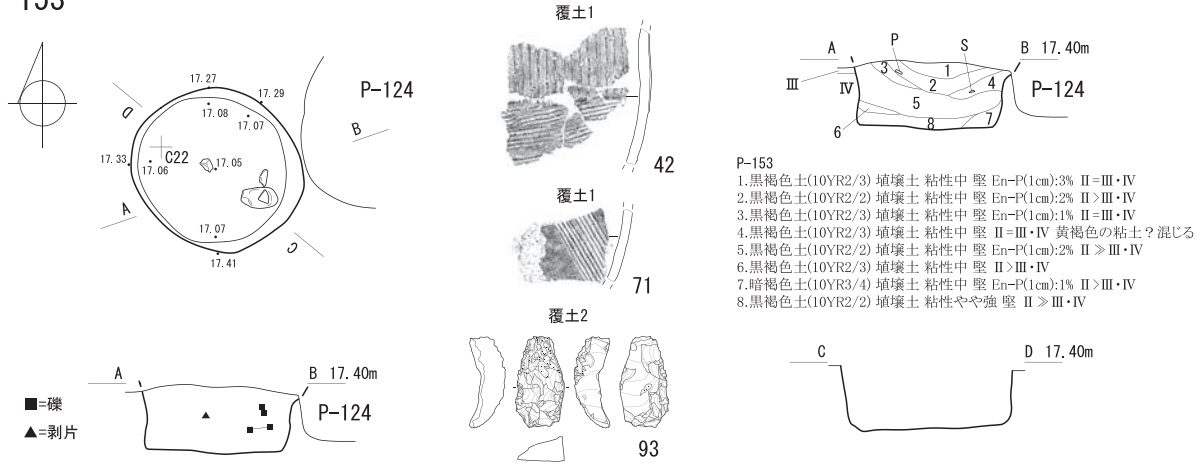 153
17.27
17.29
P-124
17.08
17.07
D
B
C22
17.33
17.06
17.05
A
17.07
C
17.41
A
B 17.40m
P-124
■=礫
▲=剥片
覆土1
42
覆土1
71
覆土2
93
P
S
A
B 17.40m
3
1
2
4
P-124
Ⅲ
Ⅳ
5
6
8
7
P-153
1.黒褐色土(10YR2/3) 埴壌土 粘性中 堅 En-P(1cm):3% Ⅱ=Ⅲ・Ⅳ
2.黒褐色土(10YR2/2) 埴壌土 粘性中 堅 En-P(1cm):2% Ⅱ>Ⅲ・Ⅳ
3.黒褐色土(10YR2/3) 埴壌土 粘性中 堅 En-P(1cm):1% Ⅱ=Ⅲ・Ⅳ
4.黒褐色土(10YR2/3) 埴壌土 粘性中 堅 Ⅱ=Ⅲ・Ⅳ 黄褐色の粘土？混じる
5.黒褐色土(10YR2/2) 埴壌土 粘性中 堅 En-P(1cm):2% Ⅱ≫Ⅲ・Ⅳ
6.黒褐色土(10YR2/3) 埴壌土 粘性中 堅 Ⅱ>Ⅲ・Ⅳ
7.暗褐色土(10YR3/4) 埴壌土 粘性中 堅 En-P(1cm):1% Ⅱ>Ⅲ・Ⅳ
8.黒褐色土(10YR2/2) 埴壌土 粘性やや強 堅 Ⅱ≫Ⅲ・Ⅳ
C
D 17.40m